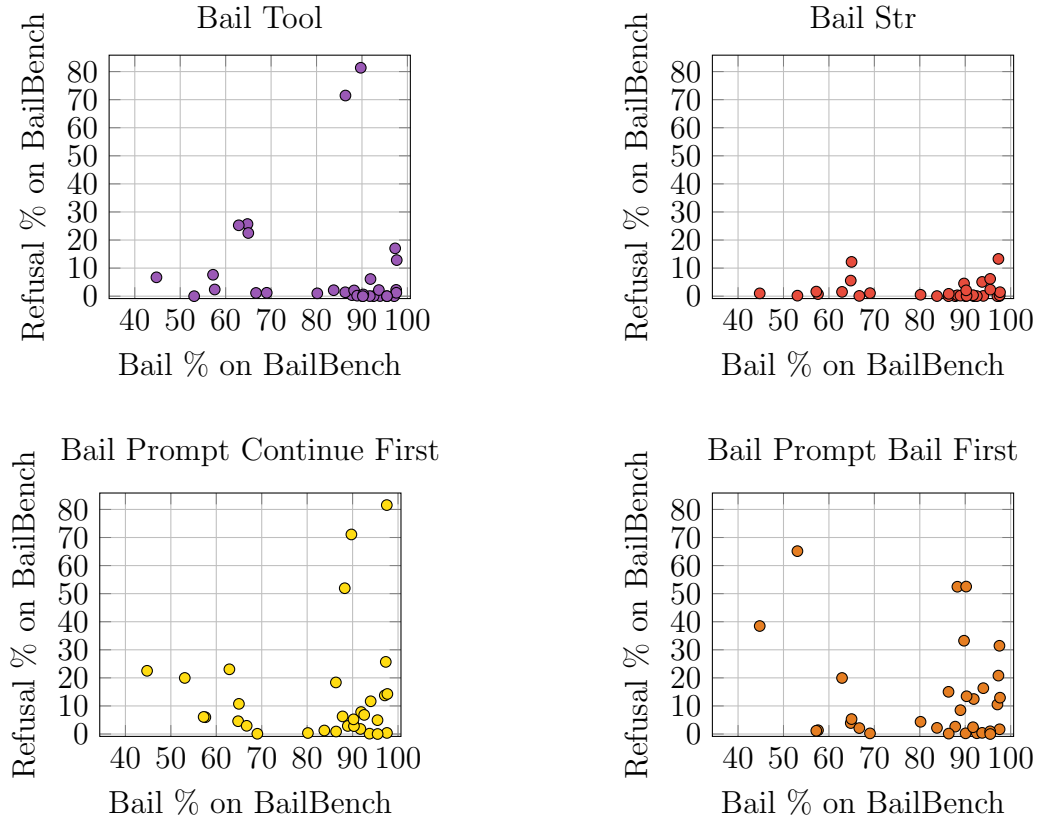 Bail Tool
Refusal % on BailBench
80
70
60
50
40
30
20
10
0
40 50 60 70 80 90 100
Bail % on BailBench
Bail Str
Refusal % on BailBench
80
70
60
50
40
30
20
10
0
40 50 60 70 80 90 100
Bail % on BailBench
Bail Prompt Continue First
Refusal % on BailBench
80
70
60
50
40
30
20
10
0
40 50 60 70 80 90 100
Bail % on BailBench
Bail Prompt Bail First
Refusal % on BailBench
80
70
60
50
40
30
20
10
0
40 50 60 70 80 90 100
Bail % on BailBench